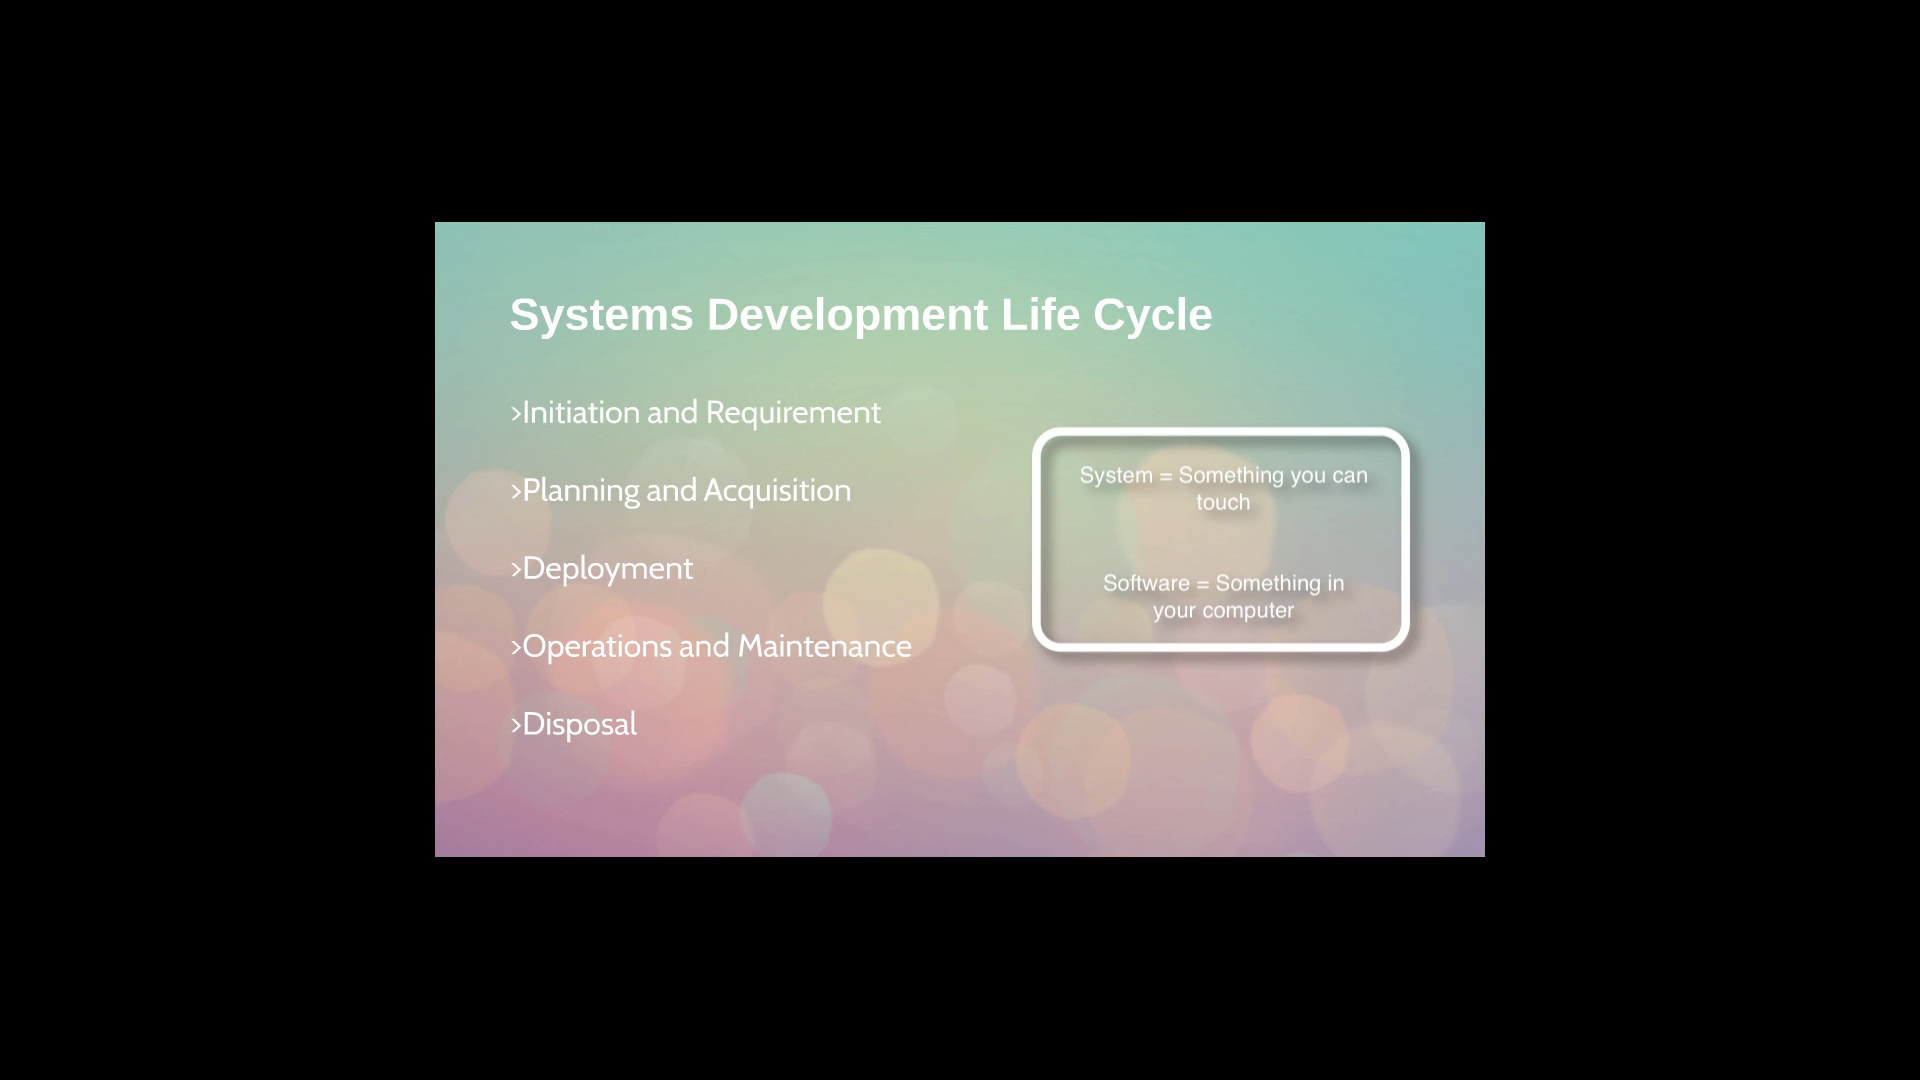 Systems Development Life Cycle
>Initiation and Requirement
>Planning and Acquisition
>Deployment
>Operations and Maintenance
>Disposal
System = Something you can
touch
Software = Something in
your computer